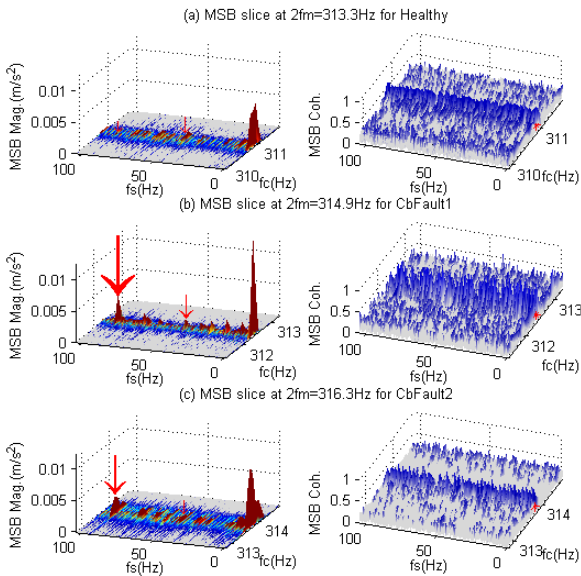 (a) MSB slice at 2fm=313.3Hz for Healthy
MSB Mag.(m/s²)
0.01
0.005
0
100
50
0
fs(Hz)
310
311
fc(Hz)
MSB Coh.
1
0.5
0
100
50
0
fs(Hz)
310
311
fc(Hz)
(b) MSB slice at 2fm=314.9Hz for CbFault1
MSB Mag.(m/s²)
0.01
0.005
0
100
50
0
fs(Hz)
312
313
fc(Hz)
MSB Coh.
1
0.5
0
100
50
0
fs(Hz)
312
313
fc(Hz)
(c) MSB slice at 2fm=316.3Hz for CbFault2
MSB Mag.(m/s²)
0.01
0.005
0
100
50
0
fs(Hz)
313
314
fc(Hz)
MSB Coh.
1
0.5
0
100
50
0
fs(Hz)
313
314
fc(Hz)